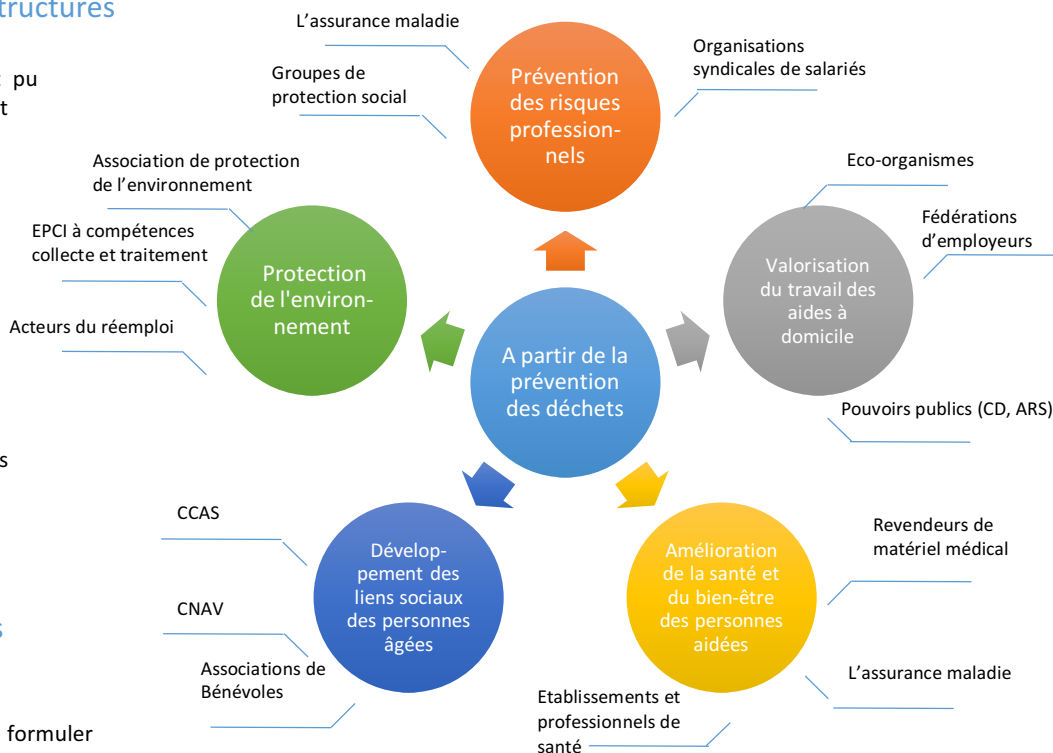 tructures
pu
t
s
s
formuler
L’assurance maladie
Groupes de
protection social
Prévention
des risques
profession-
nels
Organisations
syndicales de salariés
Association de protection
de l’environnement
EPCI à compétences
collecte et traitement
Acteurs du réemploi
Protection
de l'environ-
nement
Eco-organismes
Fédérations
d’employeurs
Valorisation
du travail des
aides à
domicile
Pouvoirs publics (CD, ARS)
A partir de la
prévention
des déchets
CCAS
CNAV
Associations de
Bénévoles
Dévelop-
pement des
liens sociaux
des personnes
âgées
Amélioration
de la santé et
du bien-être
des personnes
aidées
Revendeurs de
matériel médical
L’assurance maladie
Etablissements et
professionnels de
santé